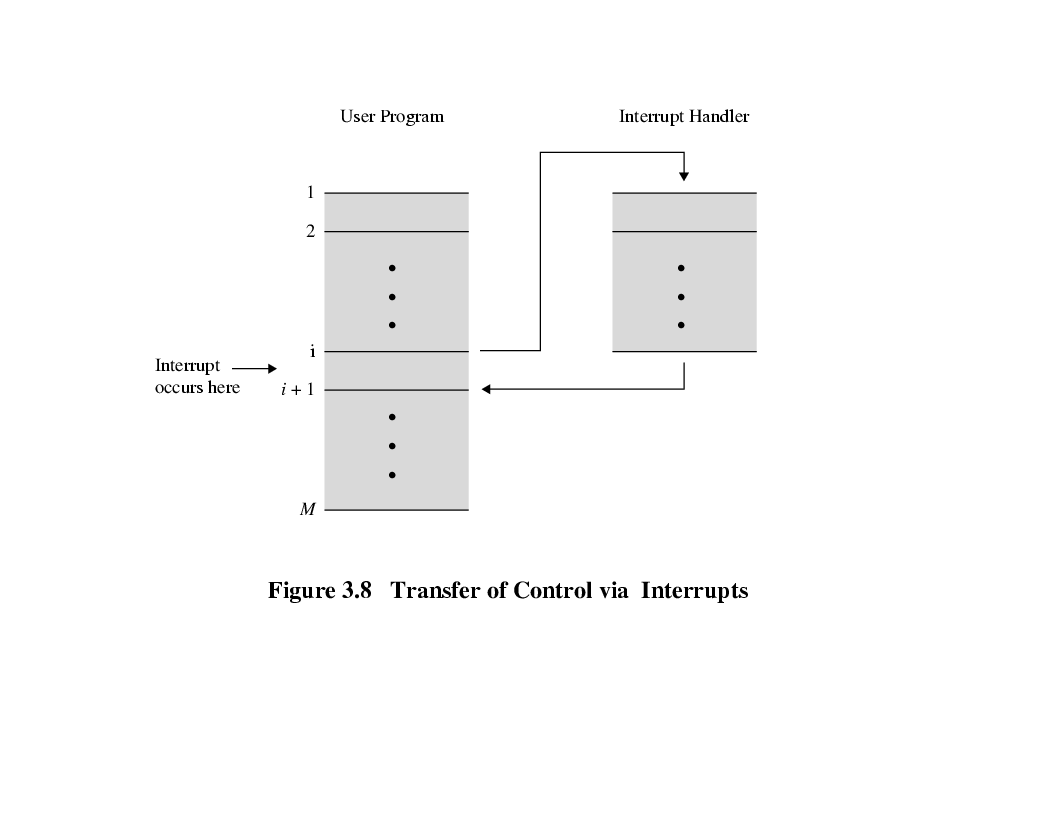 User Program
Interrupt Handler
1
2
i
Interrupt
occurs here
i + 1
M
Figure 3.8 Transfer of Control via Interrupts